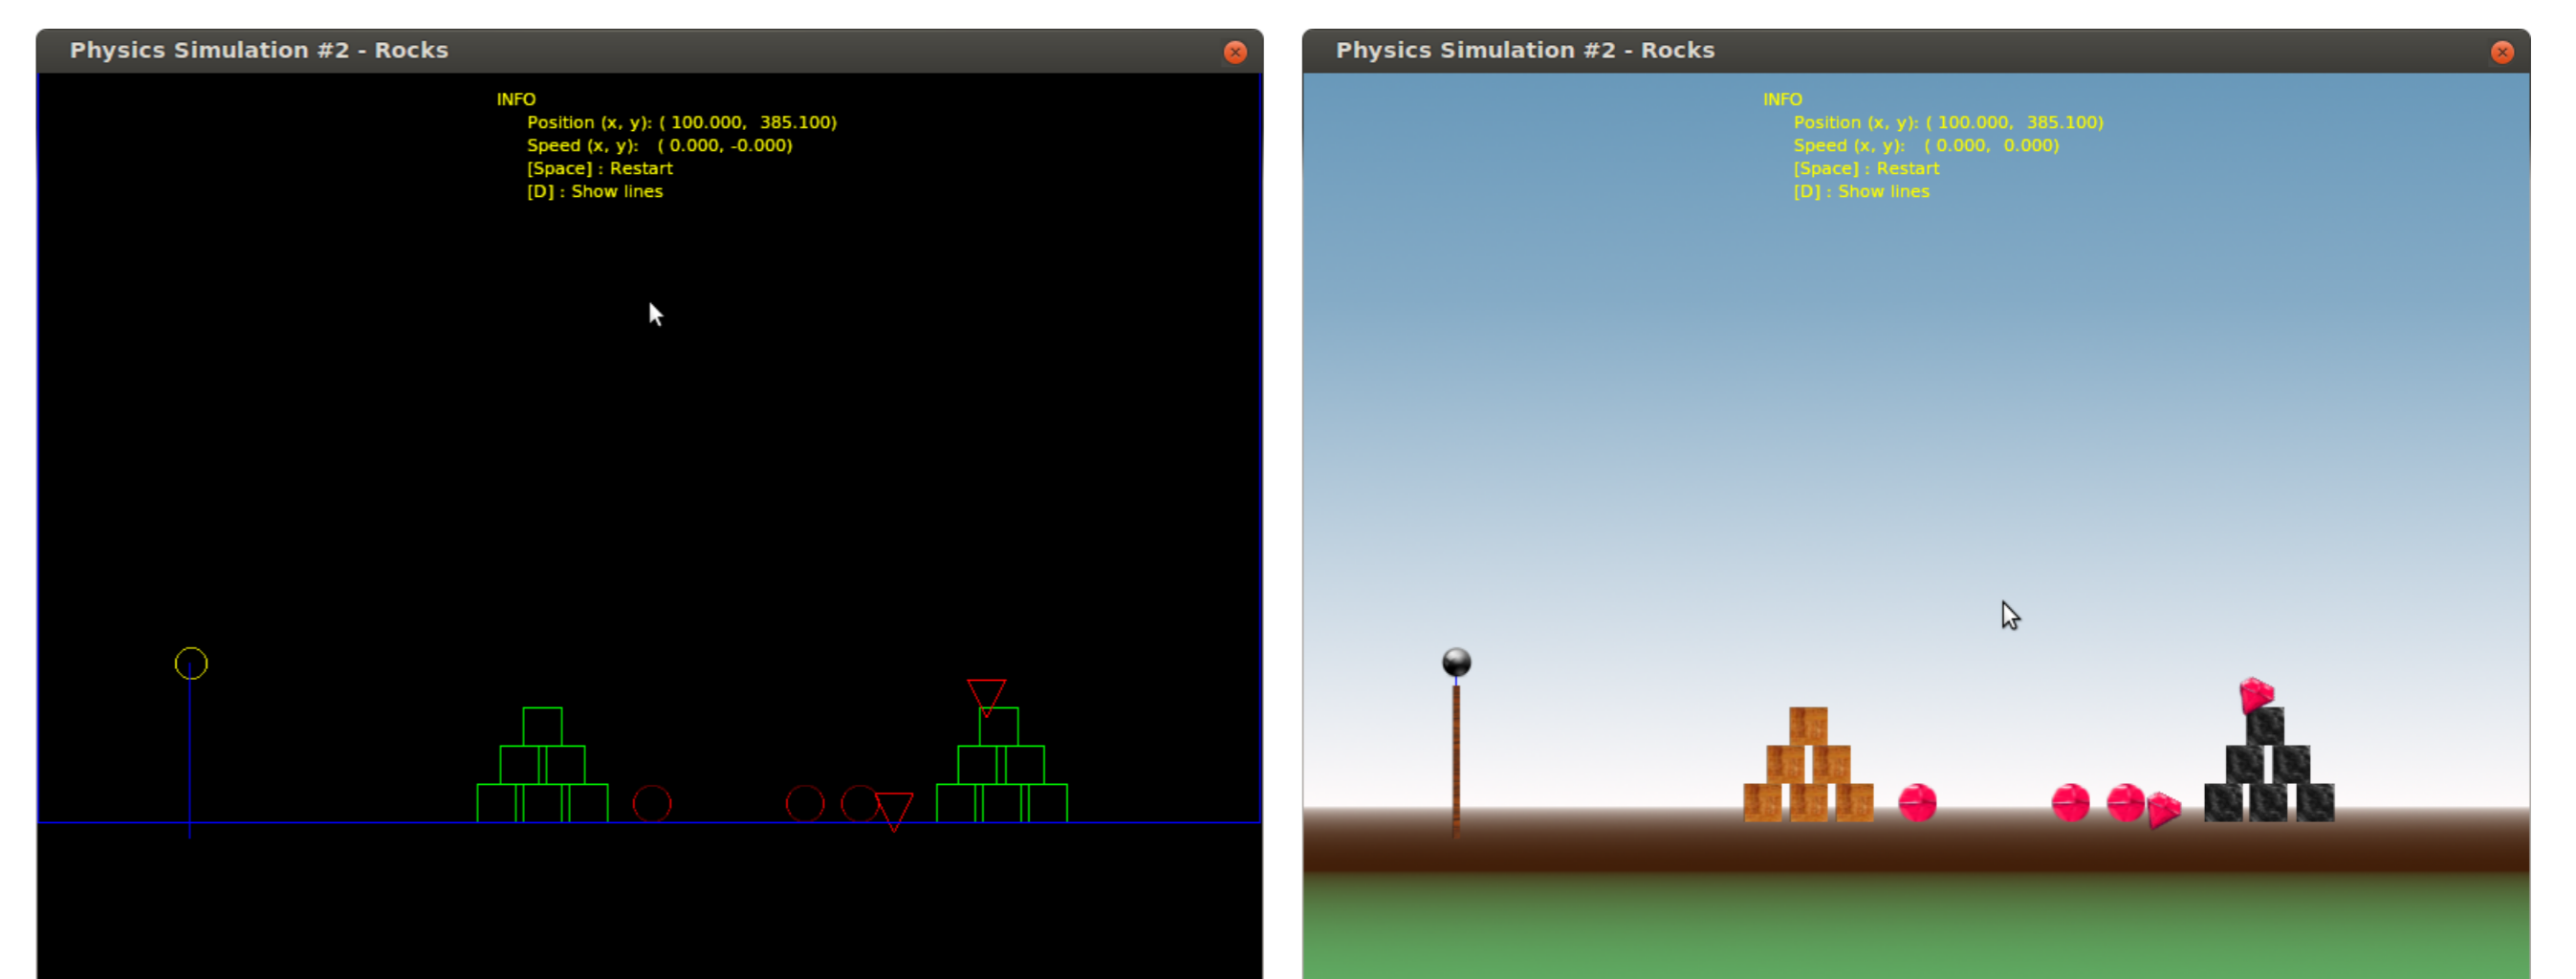 Physics Simulation #2 - Rocks
INFO
Position (x, y): ( 100.000, 385.100)
Speed (x, y): ( 0.000, -0.000)
[Space] : Restart
[D] : Show lines
Physics Simulation #2 - Rocks
INFO
Position (x, y): ( 100.000, 385.100)
Speed (x, y): ( 0.000, 0.000)
[Space] : Restart
[D] : Show lines